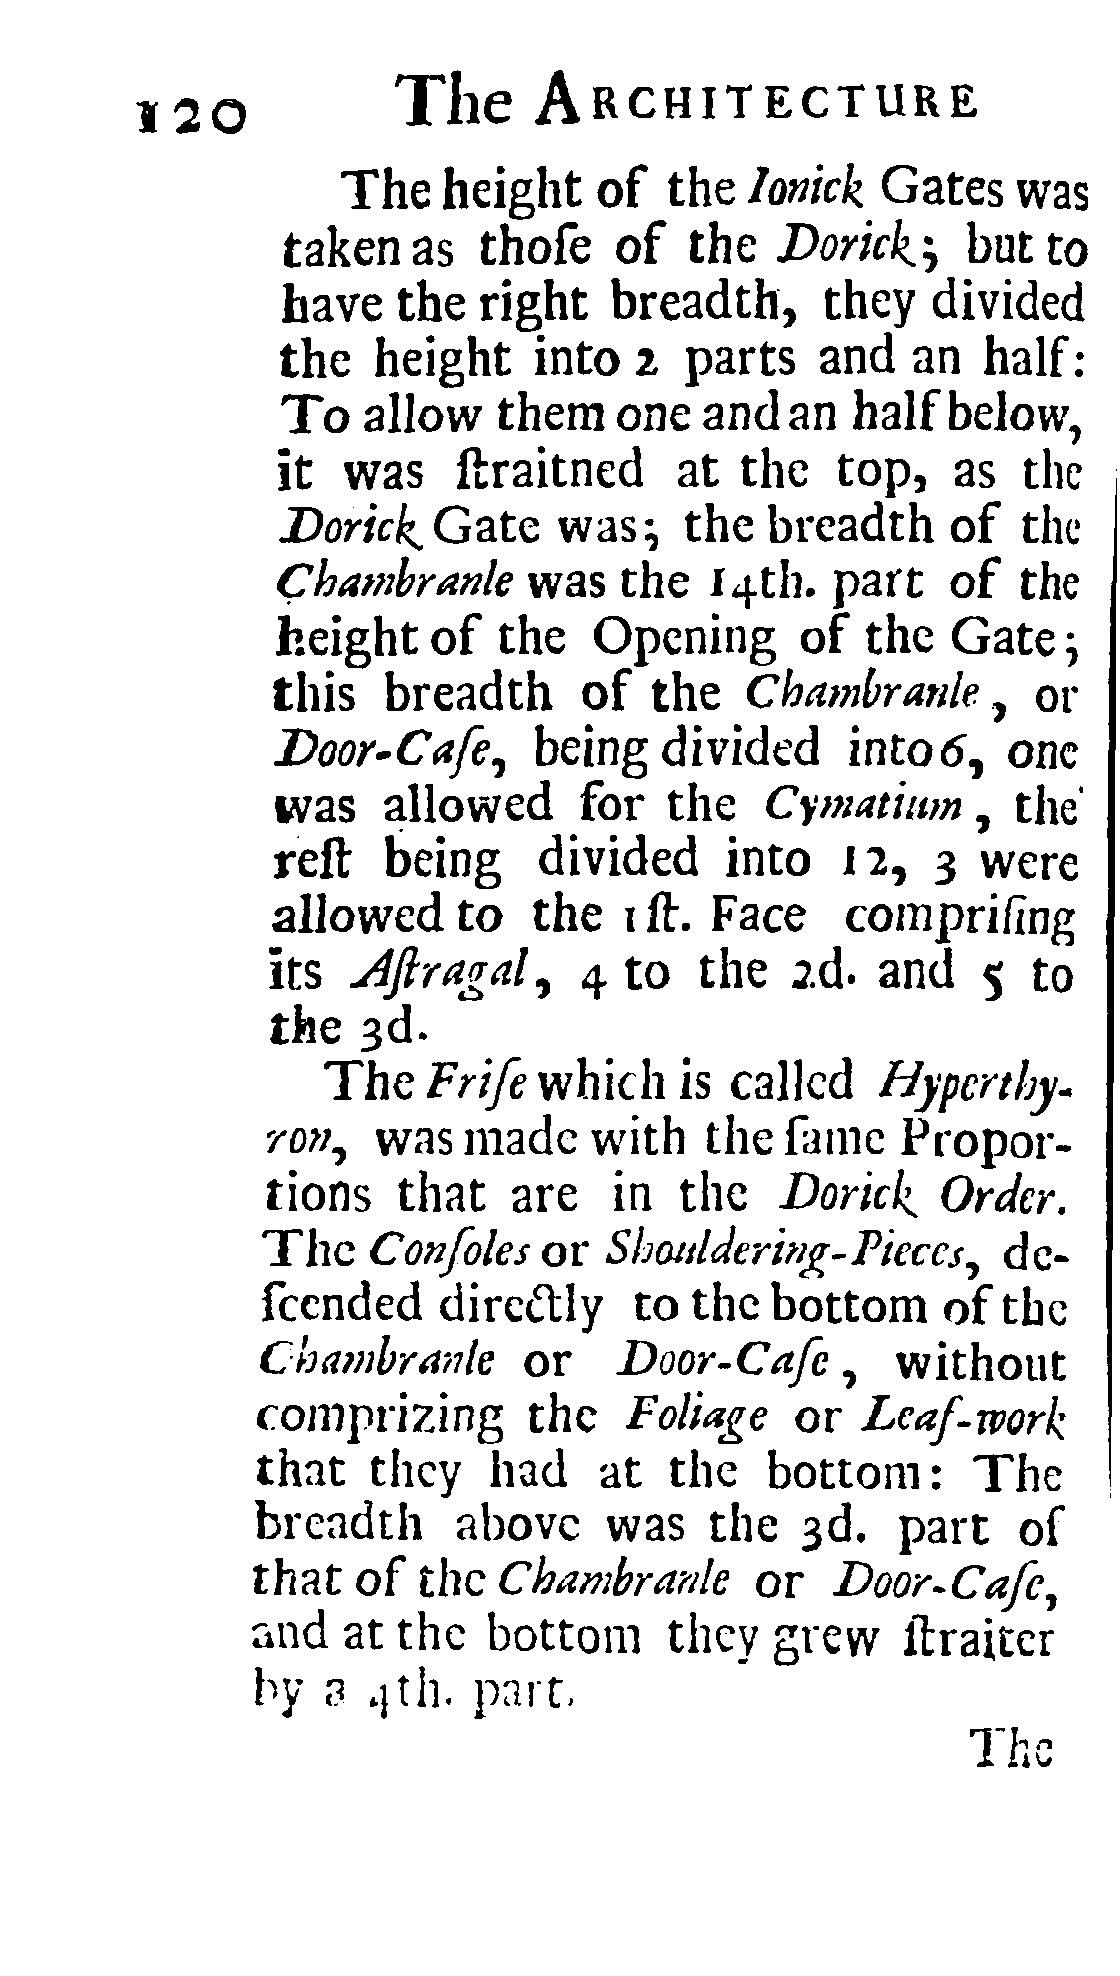 120 The ARCHITECTURE
The height of the Ionick Gates was
taken as thoſe of the Dorick; but to
have the right breadth, they divided
the height into 2 parts and an half:
To allow them one and an half below,
it was ſtraitned at the top, as the
Dorick Gate was; the breadth of the
Chambranle was the 14th. part of the
height of the Opening of the Gate;
this breadth of the Chambranle, or
Door-Caſe, being divided into 6, one
was allowed for the Cymatium, the
reſt being divided into 12, 3 were
allowed to the 1ſt. Face compriſing
its Aſtragal, 4 to the 2d. and 5 to
the 3d.
The Friſe which is called Hyperthy-
ron, was made with the ſame Propor-
tions that are in the Dorick Order.
The Conſoles or Shouldering-Pieces, de-
ſcended directly to the bottom of the
Chambranle or Door-Caſe, without
comprizing the Foliage or Leaf-work
that they had at the bottom: The
breadth above was the 3d. part of
that of the Chambranle or Door-Caſe,
and at the bottom they grew ſtraiter
by a 4th. part.
The